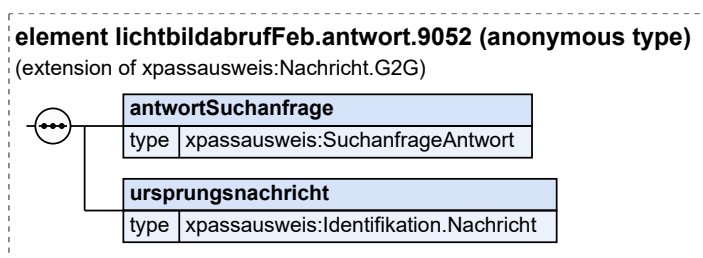 element lichtbildabrufFeb.antwort.9052 (anonymous type)
(extension of xpassausweis:Nachricht.G2G)
antwortSuchanfrage
type xpassausweis:SuchanfrageAntwort
ursprungsnachricht
type xpassausweis:Identifikation.Nachricht